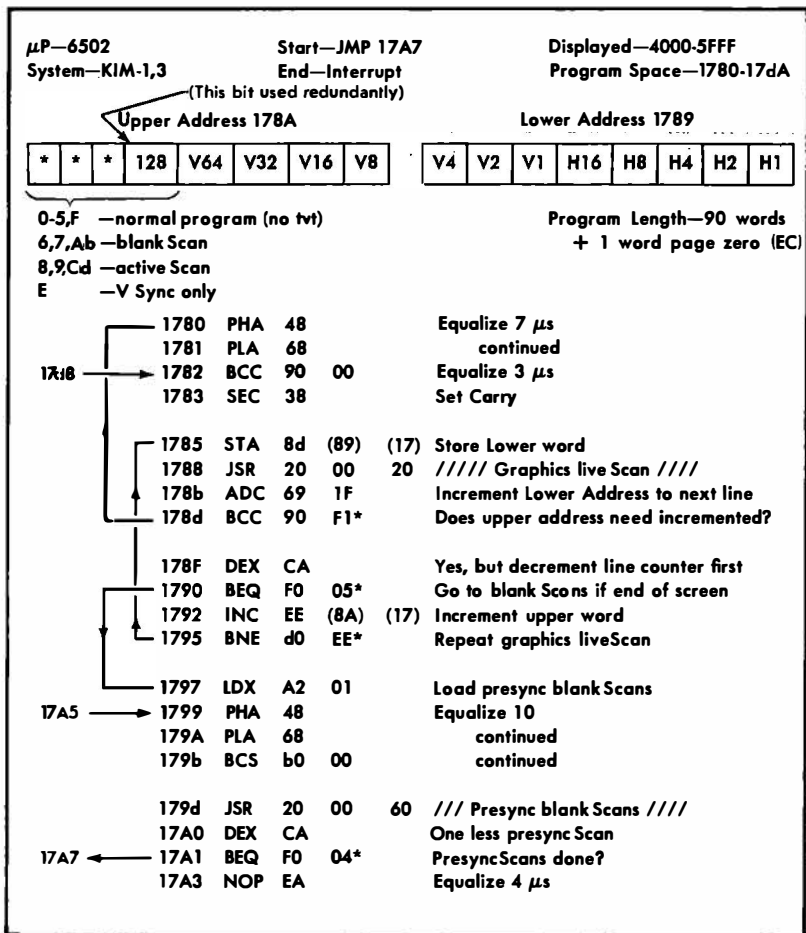 µP—6502 Start—JMP 17A7 Displayed—4000-5FFF
System—KIM-1,3 End—Interrupt Program Space—1780-17dA
(This bit used redundantly)
Upper Address 178A Lower Address 1789
* * * 128 V64 V32 V16 V8 V4 V2 V1 H16 H8 H4 H2 H1
0-5,F —normal program (no tvt) Program Length—90 words
6,7,Ab —blank Scan + 1 word page zero (EC)
8,9,Cd —active Scan
E —V Sync only
1780 PHA 48 Equalize 7 µs
1781 PLA 68 continued
1782 BCC 90 00 Equalize 3 µs
1783 SEC 38 Set Carry
1785 STA 8d (89) (17) Store Lower word
1788 JSR 20 00 20 ///// Graphics live Scan ////
178b ADC 69 1F Increment Lower Address to next line
178d BCC 90 F1* Does upper address need incremented?
178F DEX CA Yes, but decrement line counter first
1790 BEQ F0 05* Go to blank Scons if end of screen
1792 INC EE (8A) (17) Increment upper word
1795 BNE d0 EE* Repeat graphics liveScan
1797 LDX A2 01 Load presync blank Scans
17A5 1799 PHA 48 Equalize 10
179A PLA 68 continued
179b BCS b0 00 continued
179d JSR 20 00 60 /// Presync blank Scans ////
17A0 DEX CA One less presync Scan
17A7 17A1 BEQ F0 04* PresyncScans done?
17A3 NOP EA Equalize 4 µs